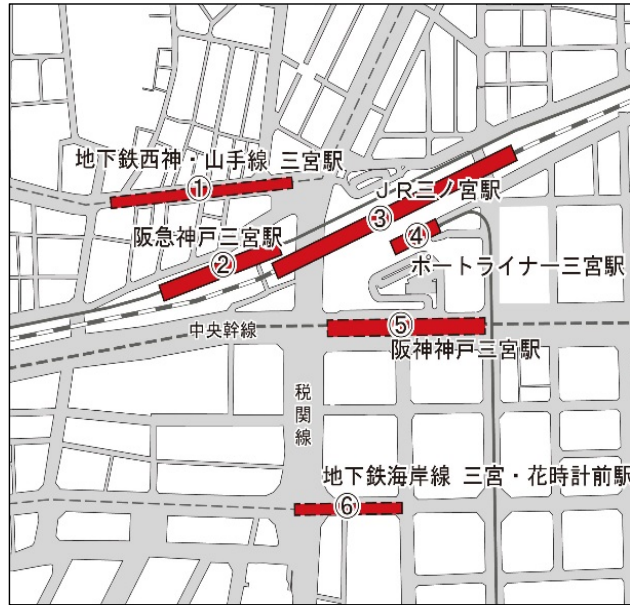 地下鉄西神・山手線 三宮駅
①
JR三ノ宮駅
③
阪急神戸三宮駅
②
④
ポートライナー三宮駅
中央幹線
⑤
阪神神戸三宮駅
税関線
地下鉄海岸線 三宮・花時計前駅
⑥